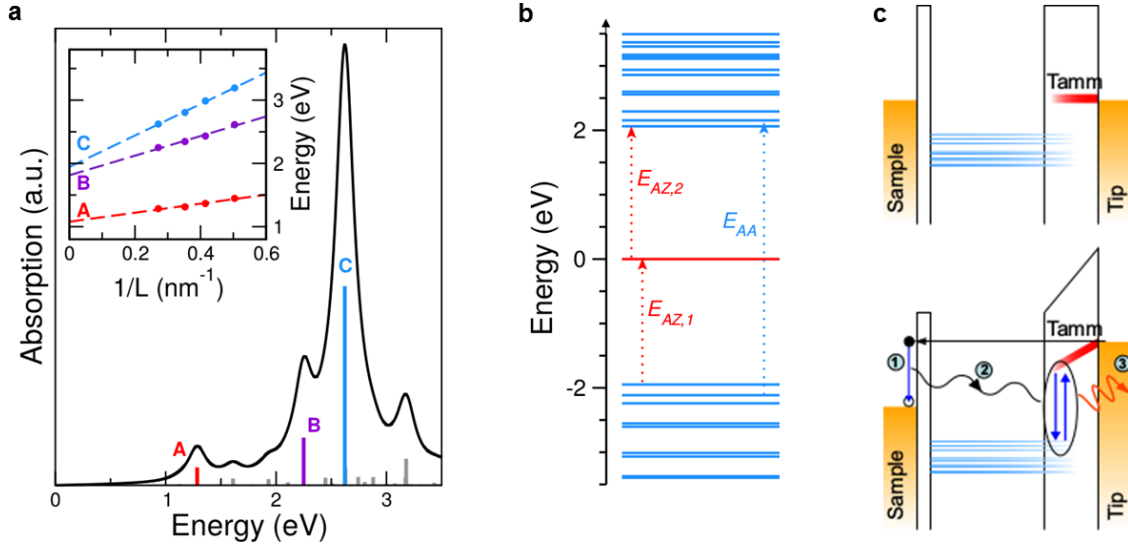 a
Absorption (a.u.)
Energy (eV)
0
1
2
3
A
B
C
C
B
A
Energy (eV)
3
2
1
0
0.2
0.4
0.6
1/L (nm⁻¹)
b
Energy (eV)
2
0
-2
E_AZ,2
E_AA
E_AZ,1
c
Tamm
Sample
Tip
Tamm
1
2
3
Sample
Tip